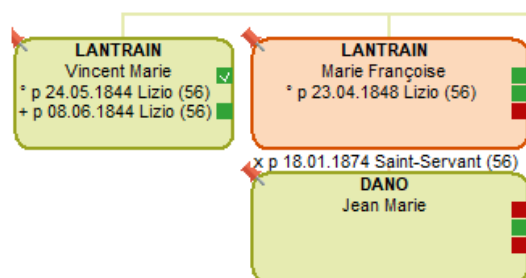 LANTRAIN
Vincent Marie
° p 24.05.1844 Lizio (56)
+ p 08.06.1844 Lizio (56)
LANTRAIN
Marie Françoise
° p 23.04.1848 Lizio (56)
x p 18.01.1874 Saint-Servant (56)
DANO
Jean Marie